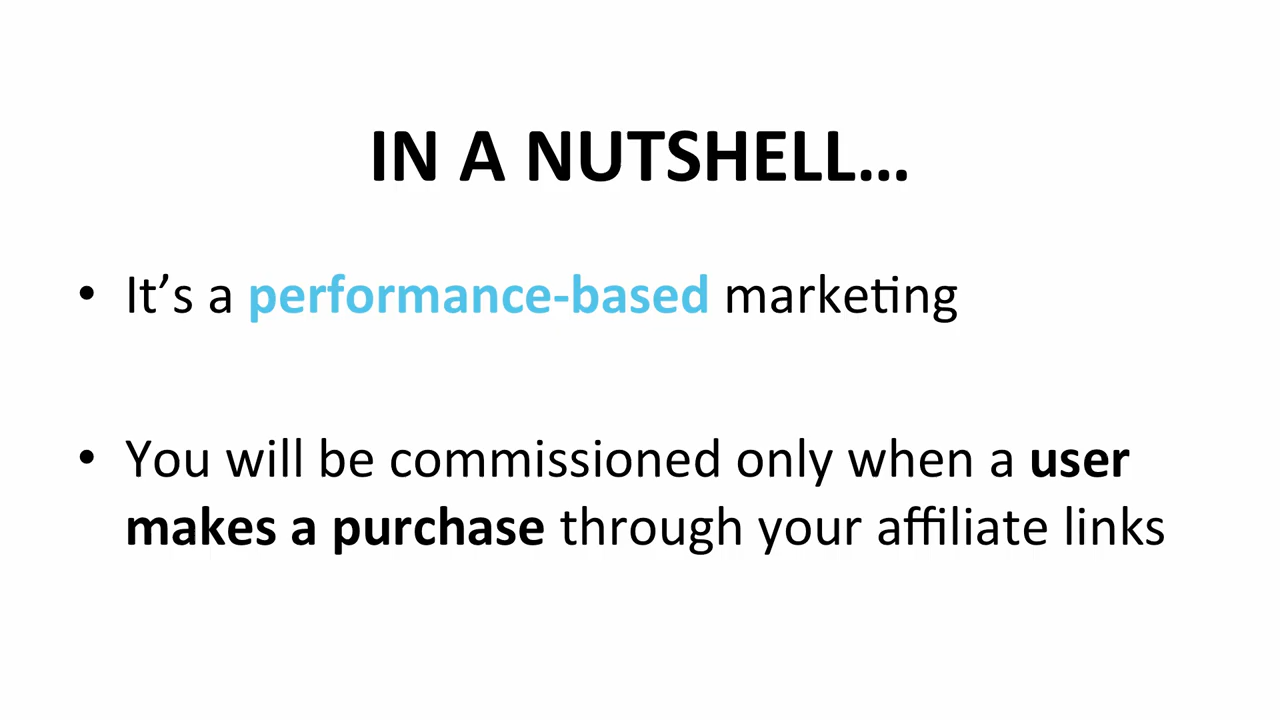 IN A NUTSHELL…
• It’s a performance-based marketing
• You will be commissioned only when a user
makes a purchase through your affiliate links